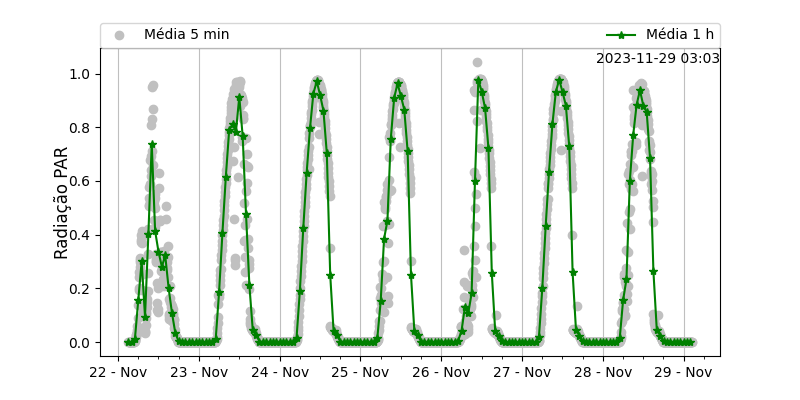 Média 5 min
Média 1 h
2023-11-29 03:03
Radiação PAR
1.0
0.8
0.6
0.4
0.2
0.0
22 - Nov
23 - Nov
24 - Nov
25 - Nov
26 - Nov
27 - Nov
28 - Nov
29 - Nov